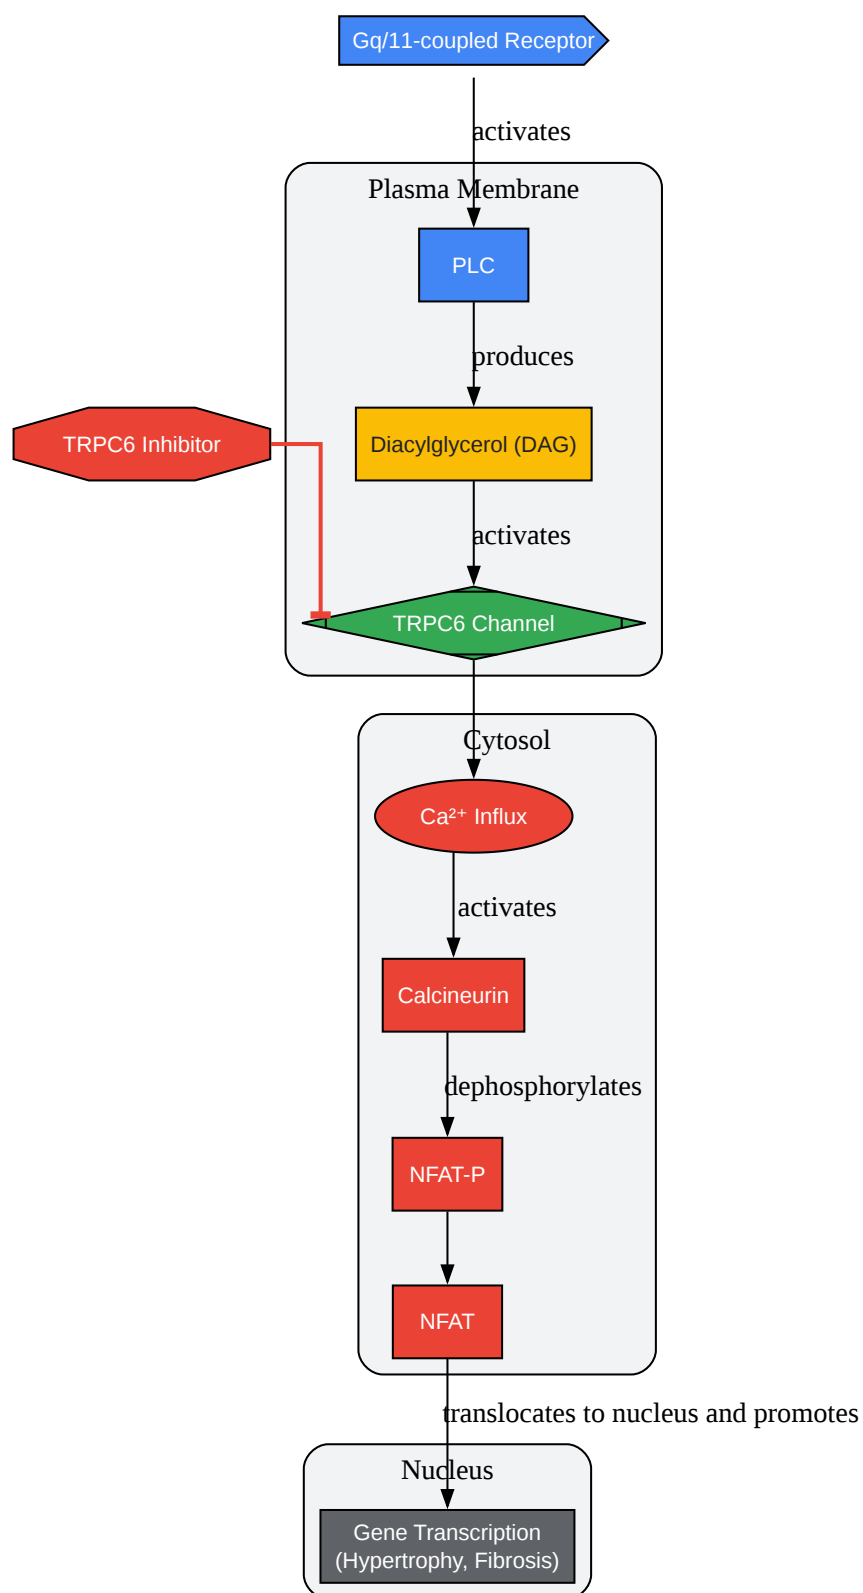 Gq/11-coupled Receptor
activates
Plasma Membrane
PLC
produces
Diacylglycerol (DAG)
TRPC6 Inhibitor
activates
TRPC6 Channel
Cytosol
Ca²⁺ Influx
activates
Calcineurin
dephosphorylates
NFAT-P
NFAT
translocates to nucleus and promotes
Nucleus
Gene Transcription
(Hypertrophy, Fibrosis)